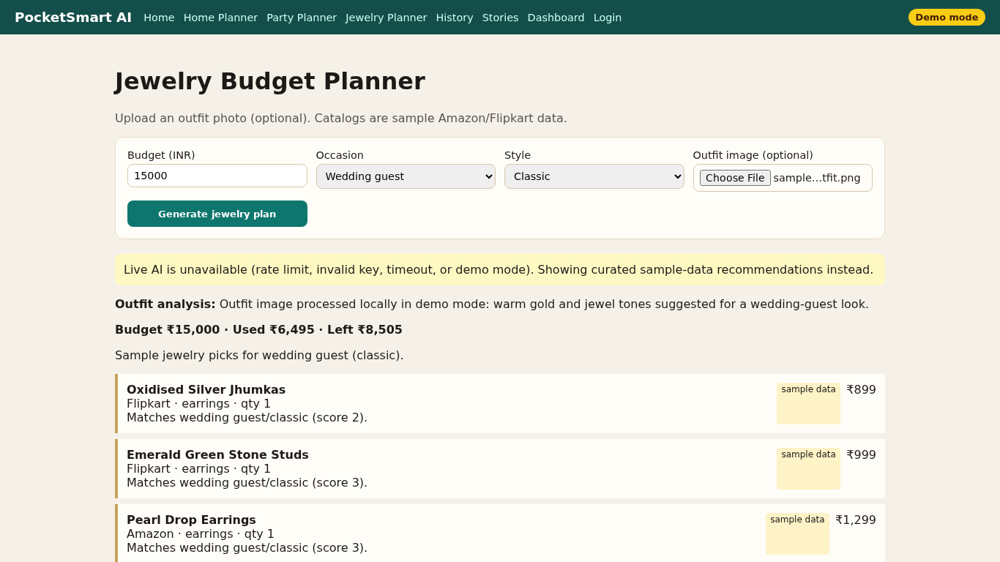 PocketSmart AI Home Home Planner Party Planner Jewelry Planner History Stories Dashboard Login Demo mode
Jewelry Budget Planner
Upload an outfit photo (optional). Catalogs are sample Amazon/Flipkart data.
Budget (INR) Occasion Style Outfit image (optional)
15000 Wedding guest Classic Choose File sample...tfit.png
Generate jewelry plan
Live AI is unavailable (rate limit, invalid key, timeout, or demo mode). Showing curated sample-data recommendations instead.
Outfit analysis: Outfit image processed locally in demo mode: warm gold and jewel tones suggested for a wedding-guest look.
Budget ₹15,000 · Used ₹6,495 · Left ₹8,505
Sample jewelry picks for wedding guest (classic).
Oxidised Silver Jhumkas sample data ₹899
Flipkart · earrings · qty 1
Matches wedding guest/classic (score 2).
Emerald Green Stone Studs sample data ₹999
Flipkart · earrings · qty 1
Matches wedding guest/classic (score 3).
Pearl Drop Earrings sample data ₹1,299
Amazon · earrings · qty 1
Matches wedding guest/classic (score 3).